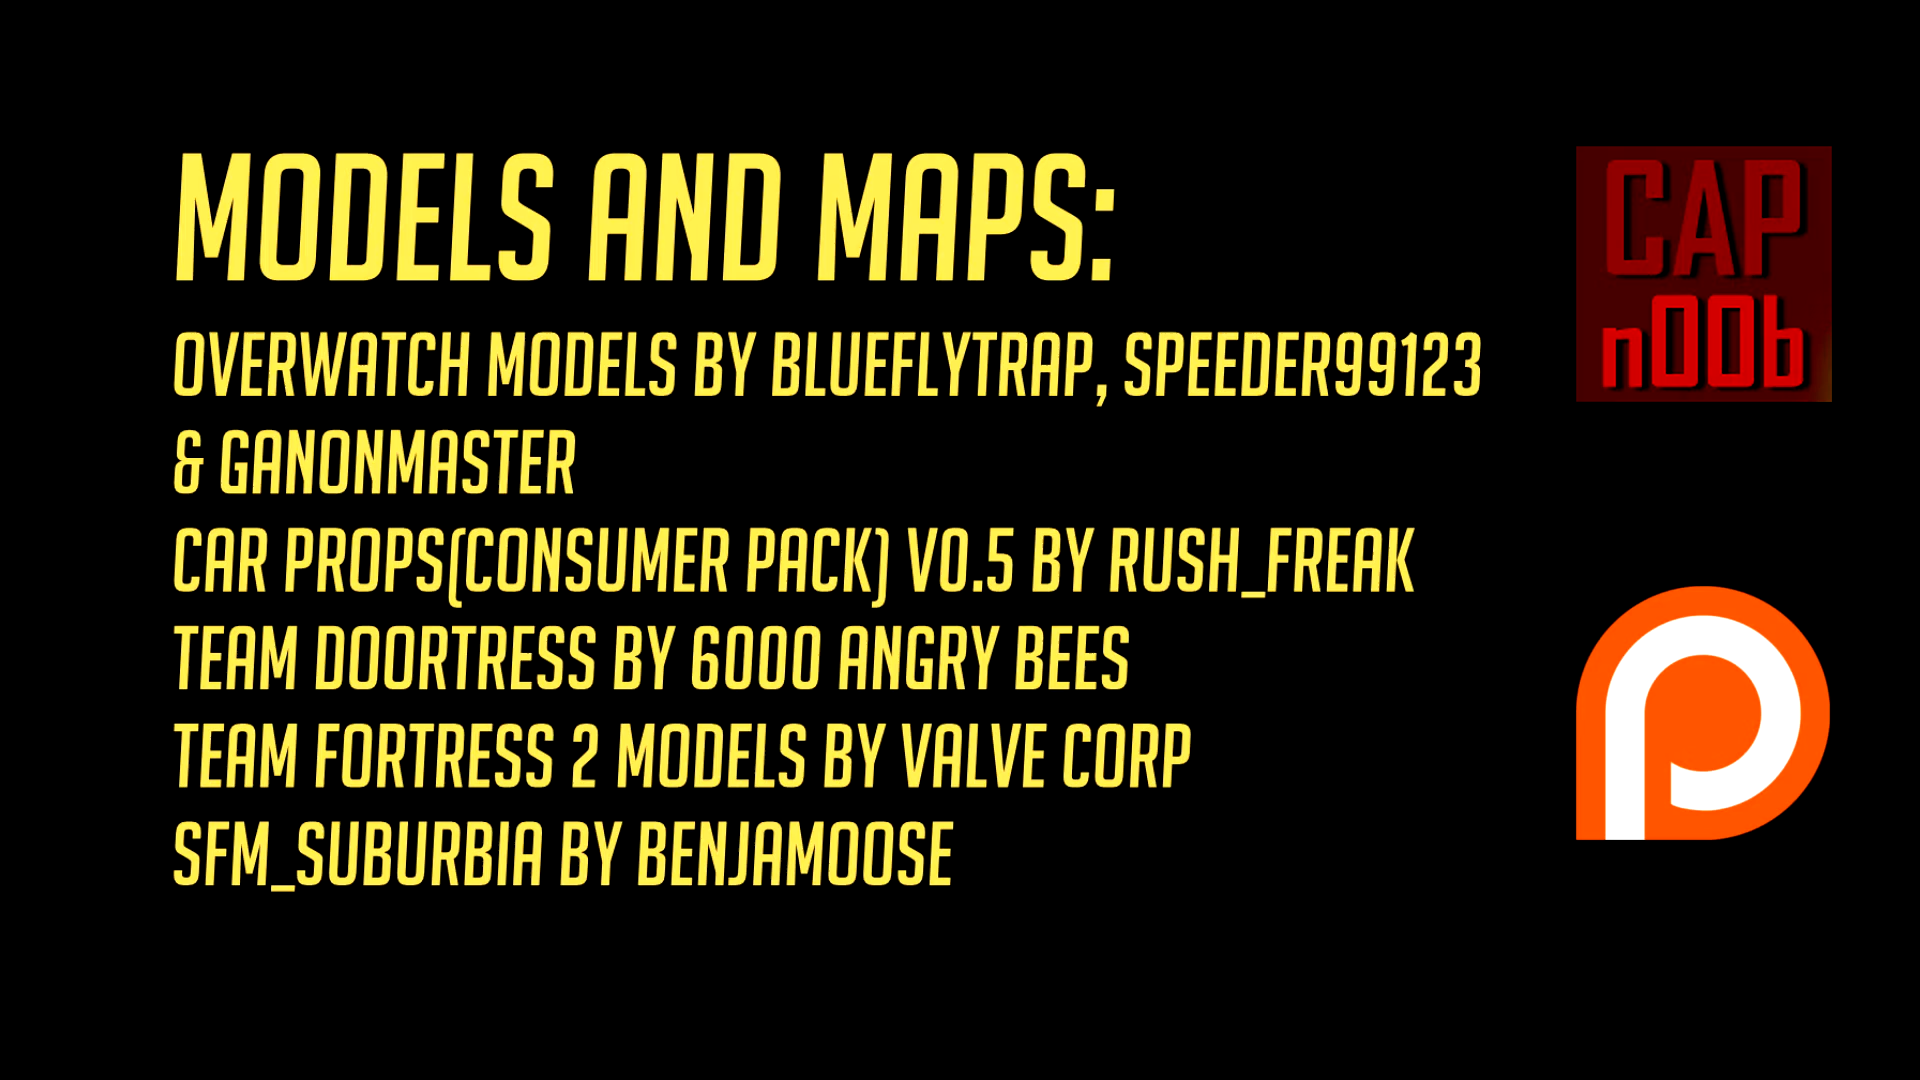 MODELS AND MAPS:
OVERWATCH MODELS BY BLUEFLYTRAP, SPEEDER99123
& GANONMASTER
CAR PROPS(CONSUMER PACK) V0.5 BY RUSH_FREAK
TEAM DOORTRESS BY 6000 ANGRY BEES
TEAM FORTRESS 2 MODELS BY VALVE CORP
SFM_SUBURBIA BY BENJAMOOSE
CAP
n00b